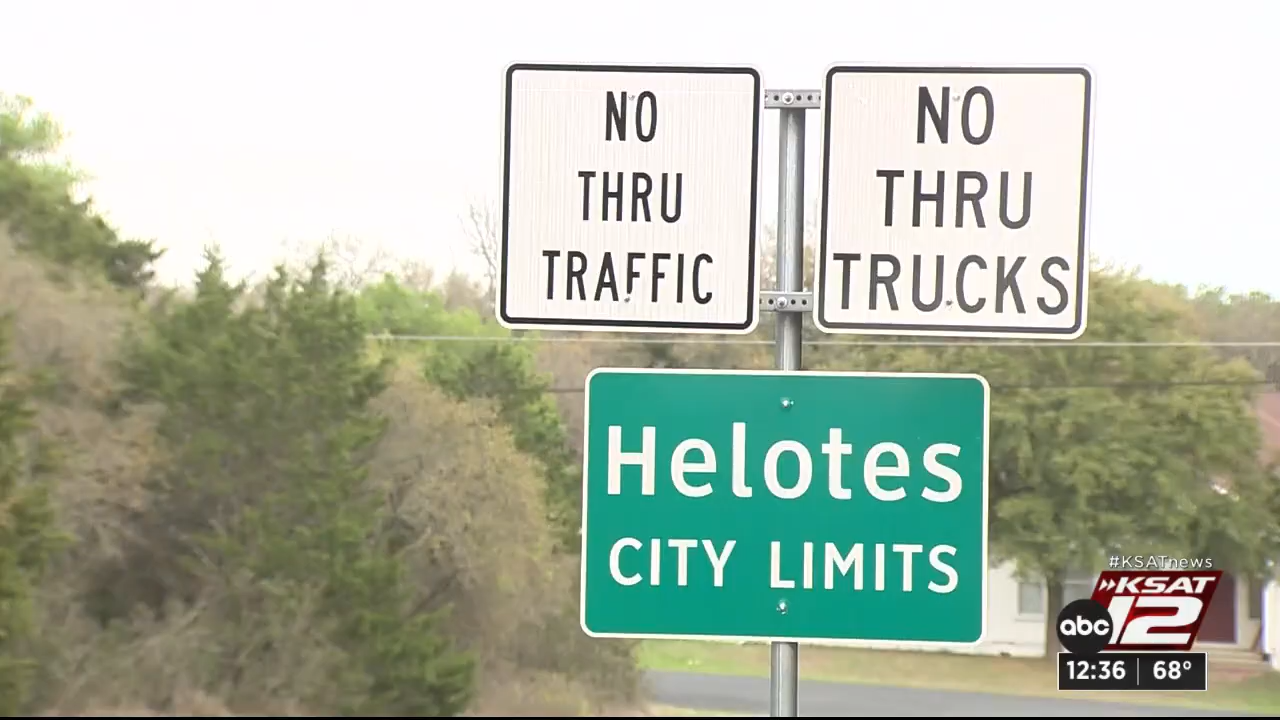 NO
THRU
TRAFFIC
NO
THRU
TRUCKS
Helotes
CITY LIMITS
#KSATnews
KSAT
abc 12
12:36 68°